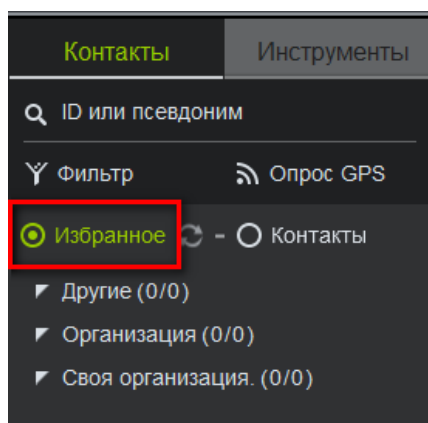 Контакты Инструменты
ID или псевдоним
Фильтр Опрос GPS
Избранное - Контакты
Другие (0/0)
Организация (0/0)
Своя организация. (0/0)